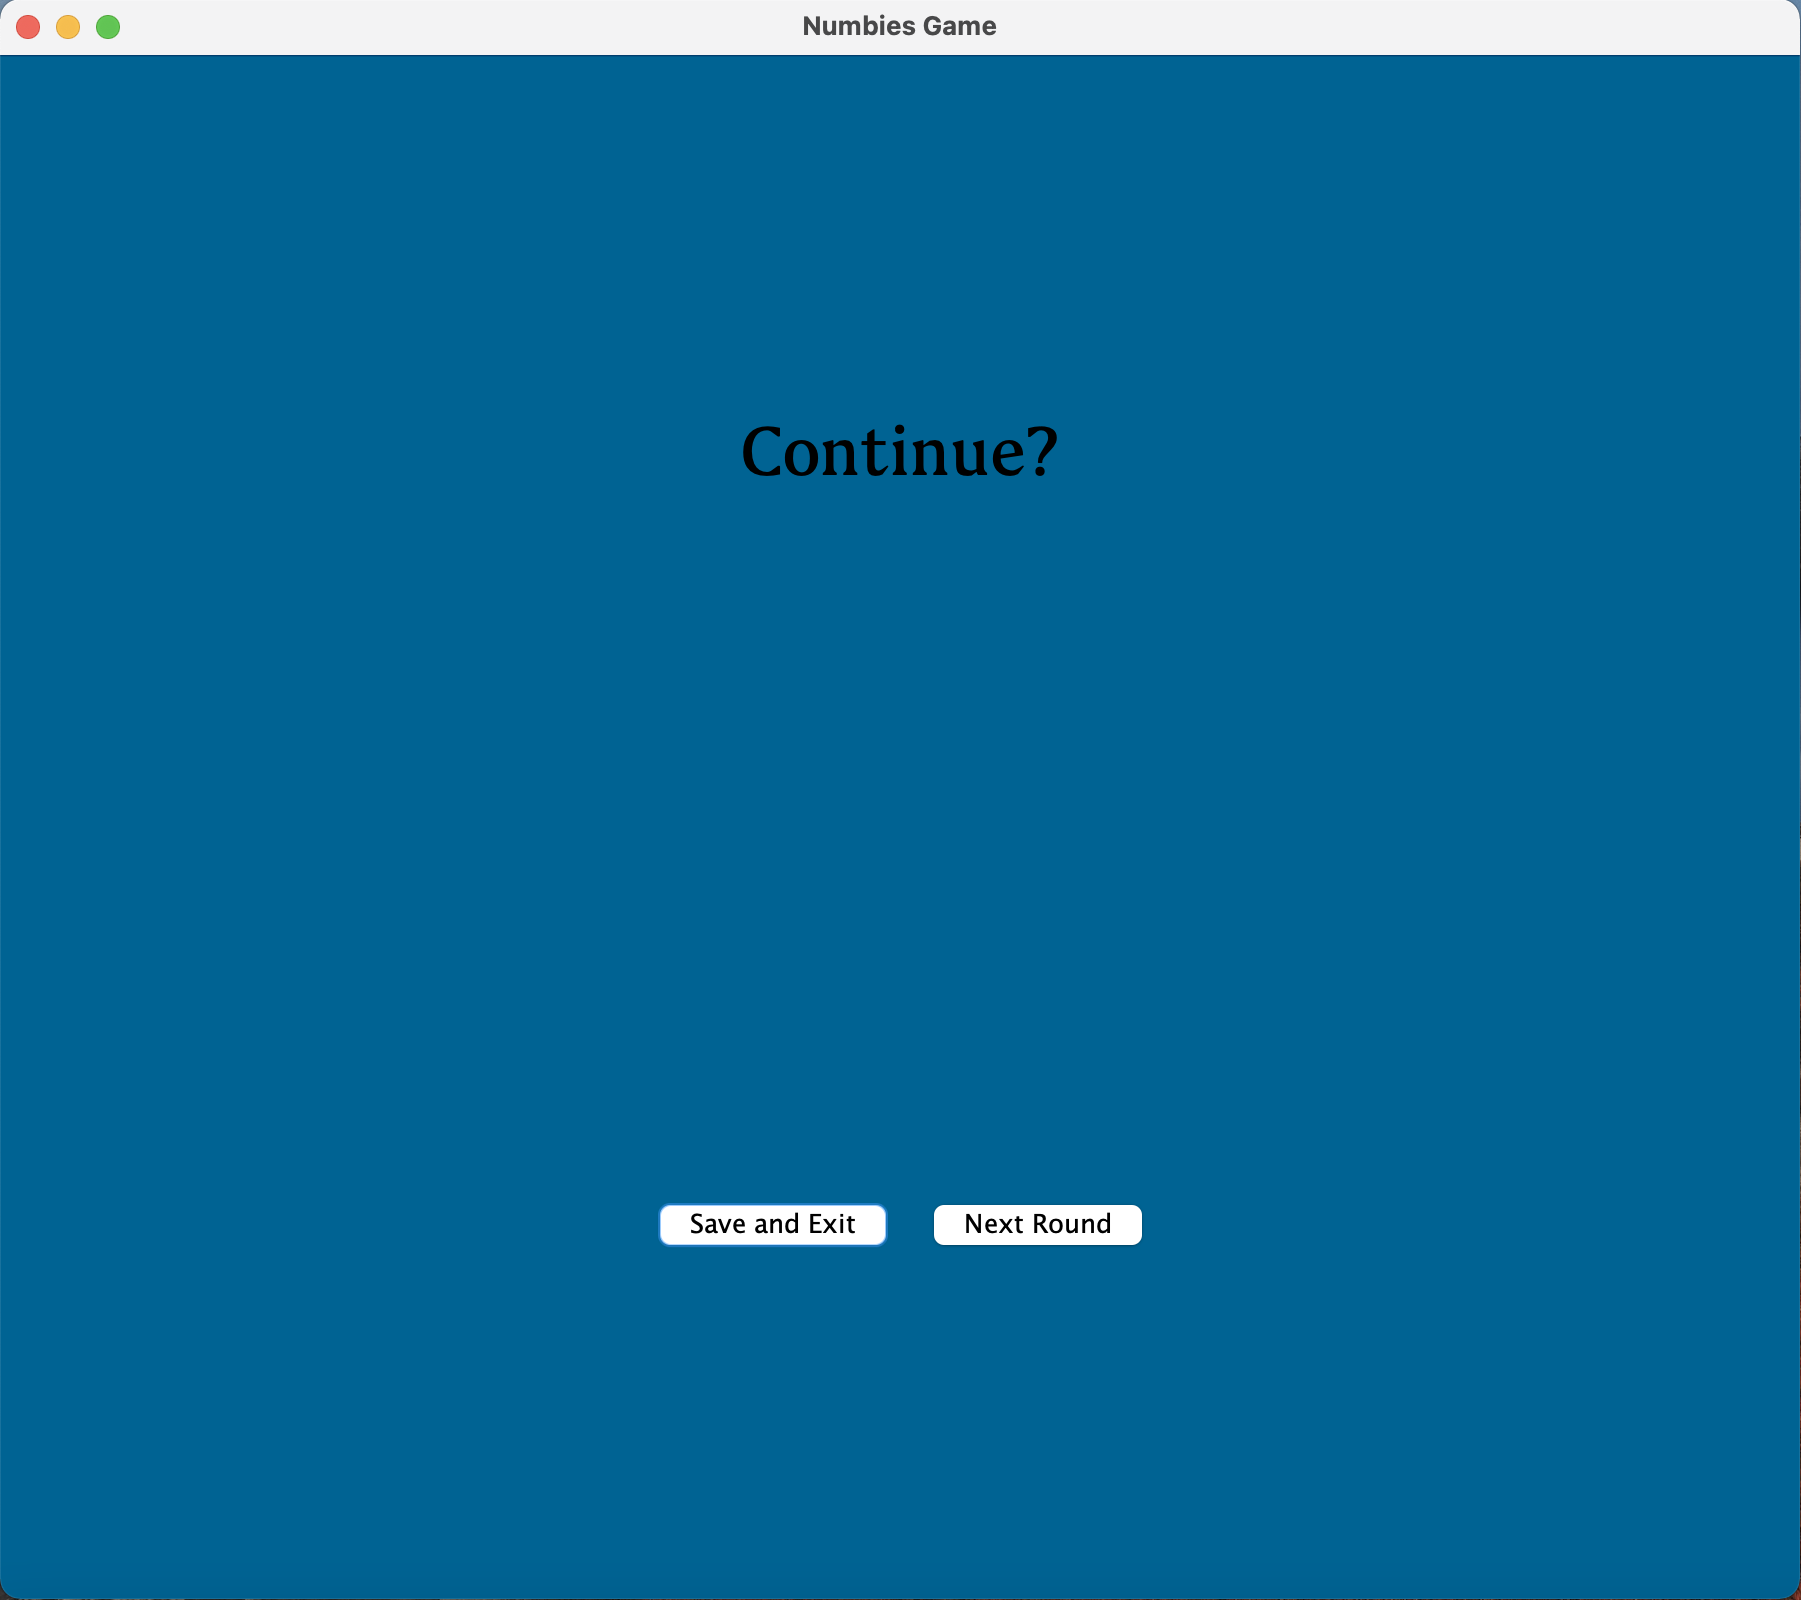 Numbies Game
Continue?
Save and Exit
Next Round